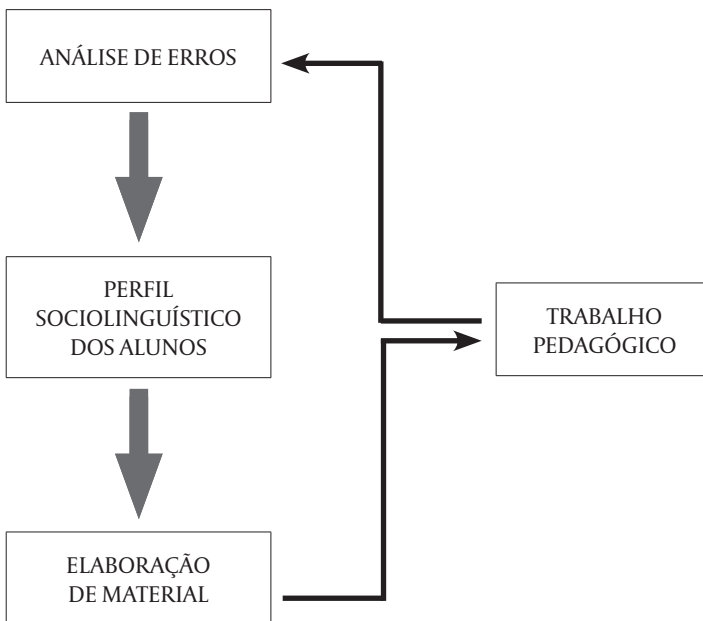 ANÁLISE DE ERROS
PERFIL
SOCIOLINGUÍSTICO
DOS ALUNOS
TRABALHO
PEDAGÓGICO
ELABORAÇÃO
DE MATERIAL